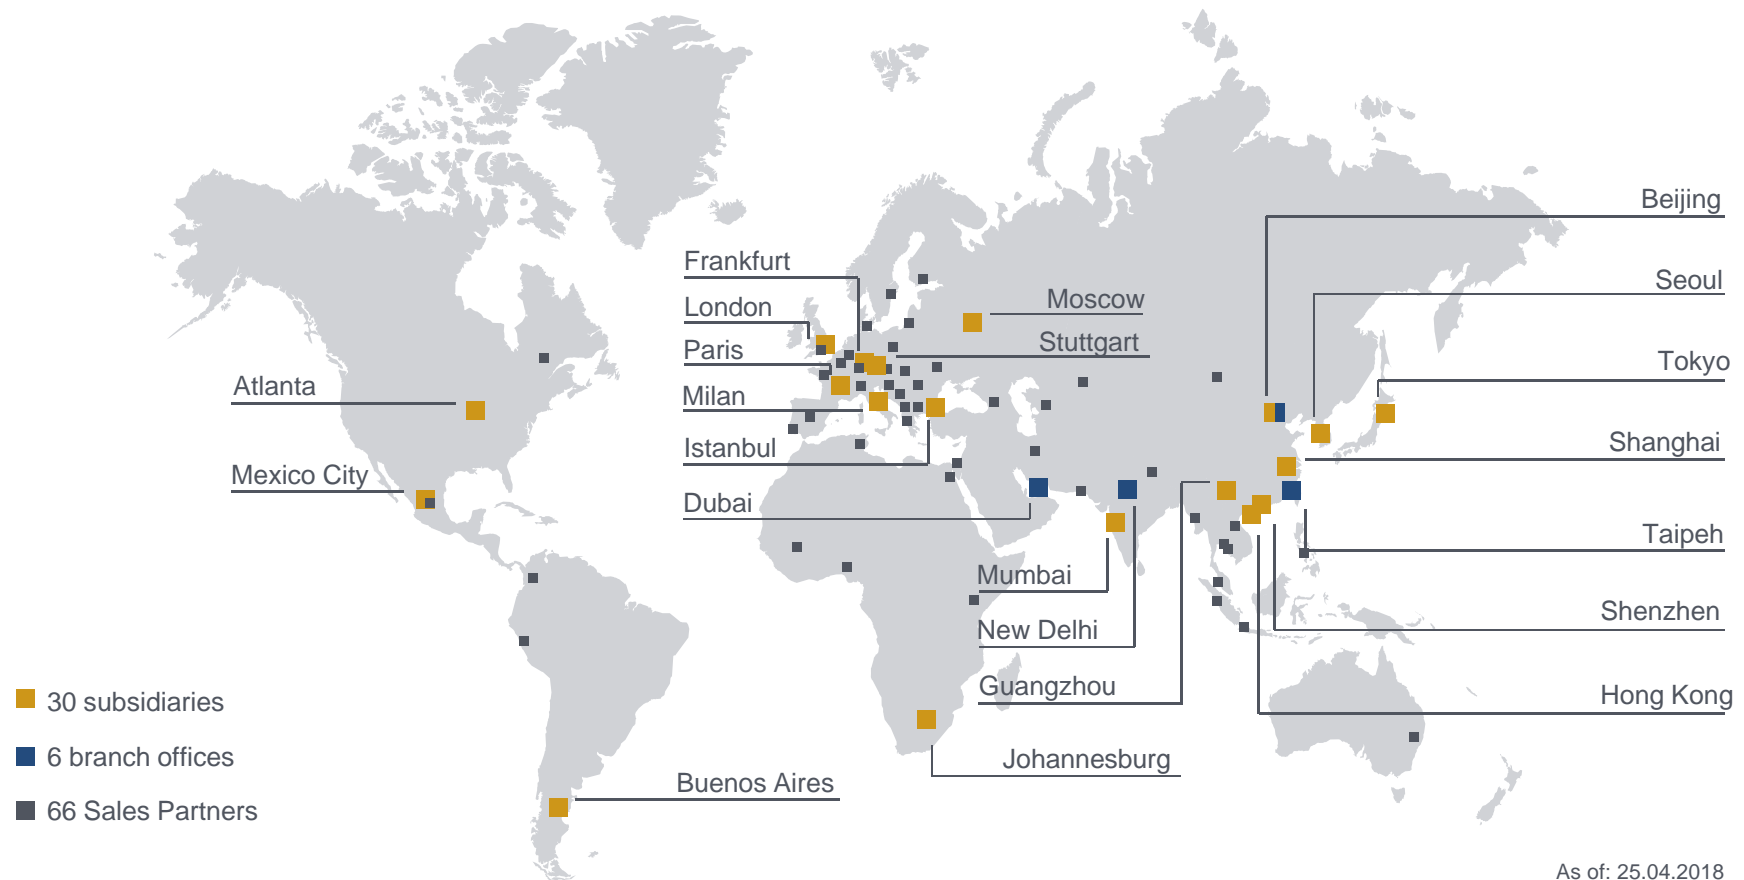 Beijing
Frankfurt
Seoul
Moscow
London
Stuttgart
Paris
Tokyo
Atlanta
Milan
Istanbul
Shanghai
Mexico City
Dubai
Taipeh
Mumbai
Shenzhen
New Delhi
Guangzhou
Hong Kong
30 subsidiaries
6 branch offices
Johannesburg
Buenos Aires
66 Sales Partners
As of: 25.04.2018